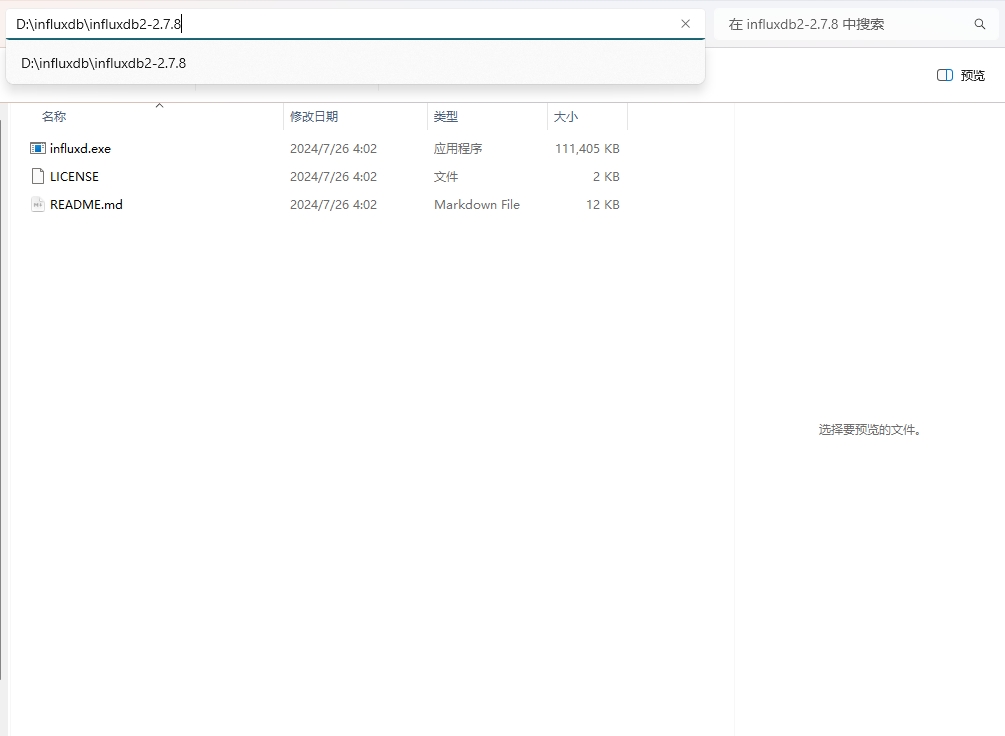 D:\influxdb\influxdb2-2.7.8
在 influxdb2-2.7.8 中搜索
D:\influxdb\influxdb2-2.7.8
预览
名称 修改日期 类型 大小
influxd.exe 2024/7/26 4:02 应用程序 111,405 KB
LICENSE 2024/7/26 4:02 文件 2 KB
README.md 2024/7/26 4:02 Markdown File 12 KB
选择要预览的文件。